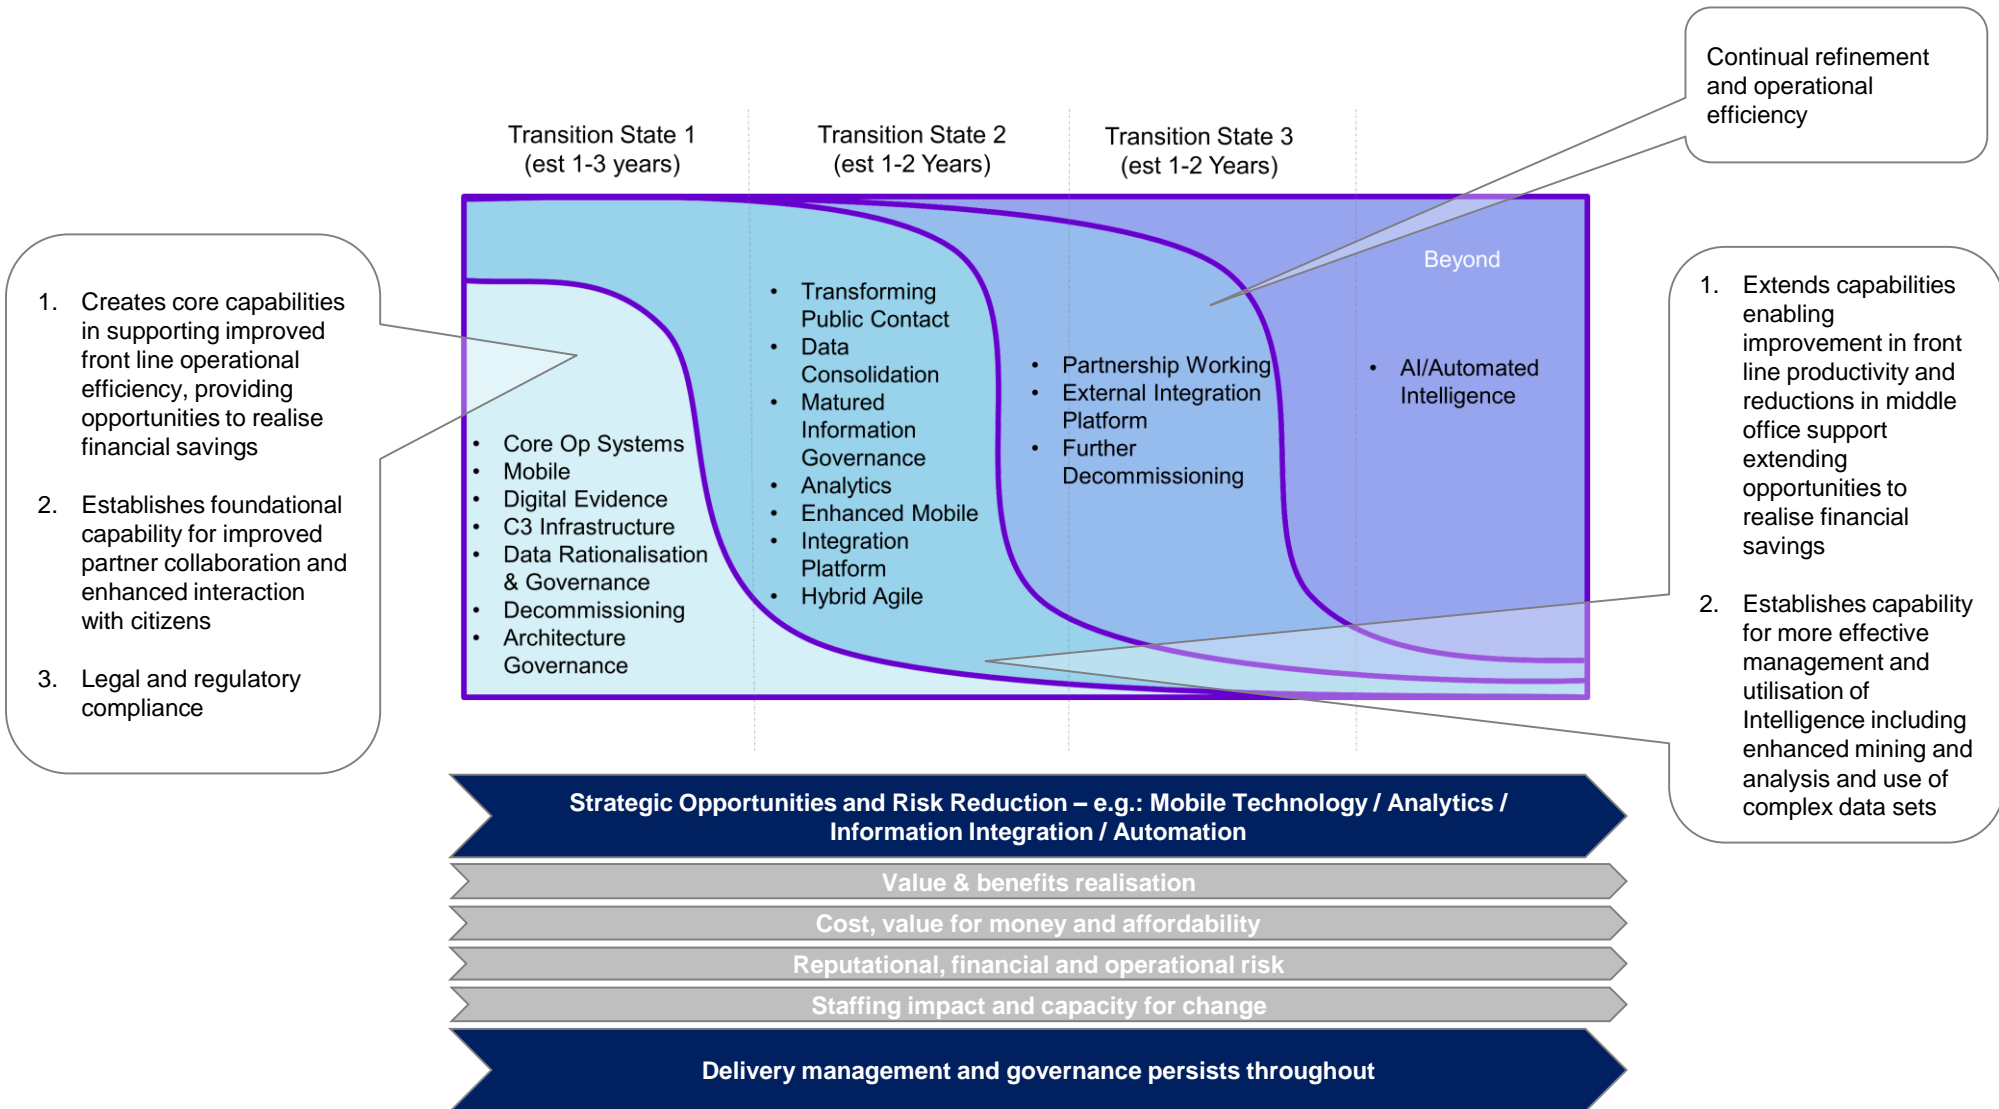 Continual refinement
and operational
efficiency
Transition State 1
(est 1-3 years)
Transition State 2
(est 1-2 Years)
Transition State 3
(est 1-2 Years)
1. Creates core capabilities
in supporting improved
front line operational
efficiency, providing
opportunities to realise
financial savings
2. Establishes foundational
capability for improved
partner collaboration and
enhanced interaction
with citizens
3. Legal and regulatory
compliance
• Core Op Systems
• Mobile
• Digital Evidence
• C3 Infrastructure
• Data Rationalisation
& Governance
• Decommissioning
• Architecture
Governance
• Transforming
Public Contact
• Data
Consolidation
• Matured
Information
Governance
• Analytics
• Enhanced Mobile
• Integration
Platform
• Hybrid Agile
• Partnership Working
• External Integration
Platform
• Further
Decommissioning
Beyond
• AI/Automated
Intelligence
1. Extends capabilities
enabling
improvement in front
line productivity and
reductions in middle
office support
extending
opportunities to
realise financial
savings
2. Establishes capability
for more effective
management and
utilisation of
Intelligence including
enhanced mining and
analysis and use of
complex data sets
Strategic Opportunities and Risk Reduction – e.g.: Mobile Technology / Analytics /
Information Integration / Automation
Value & benefits realisation
Cost, value for money and affordability
Reputational, financial and operational risk
Staffing impact and capacity for change
Delivery management and governance persists throughout